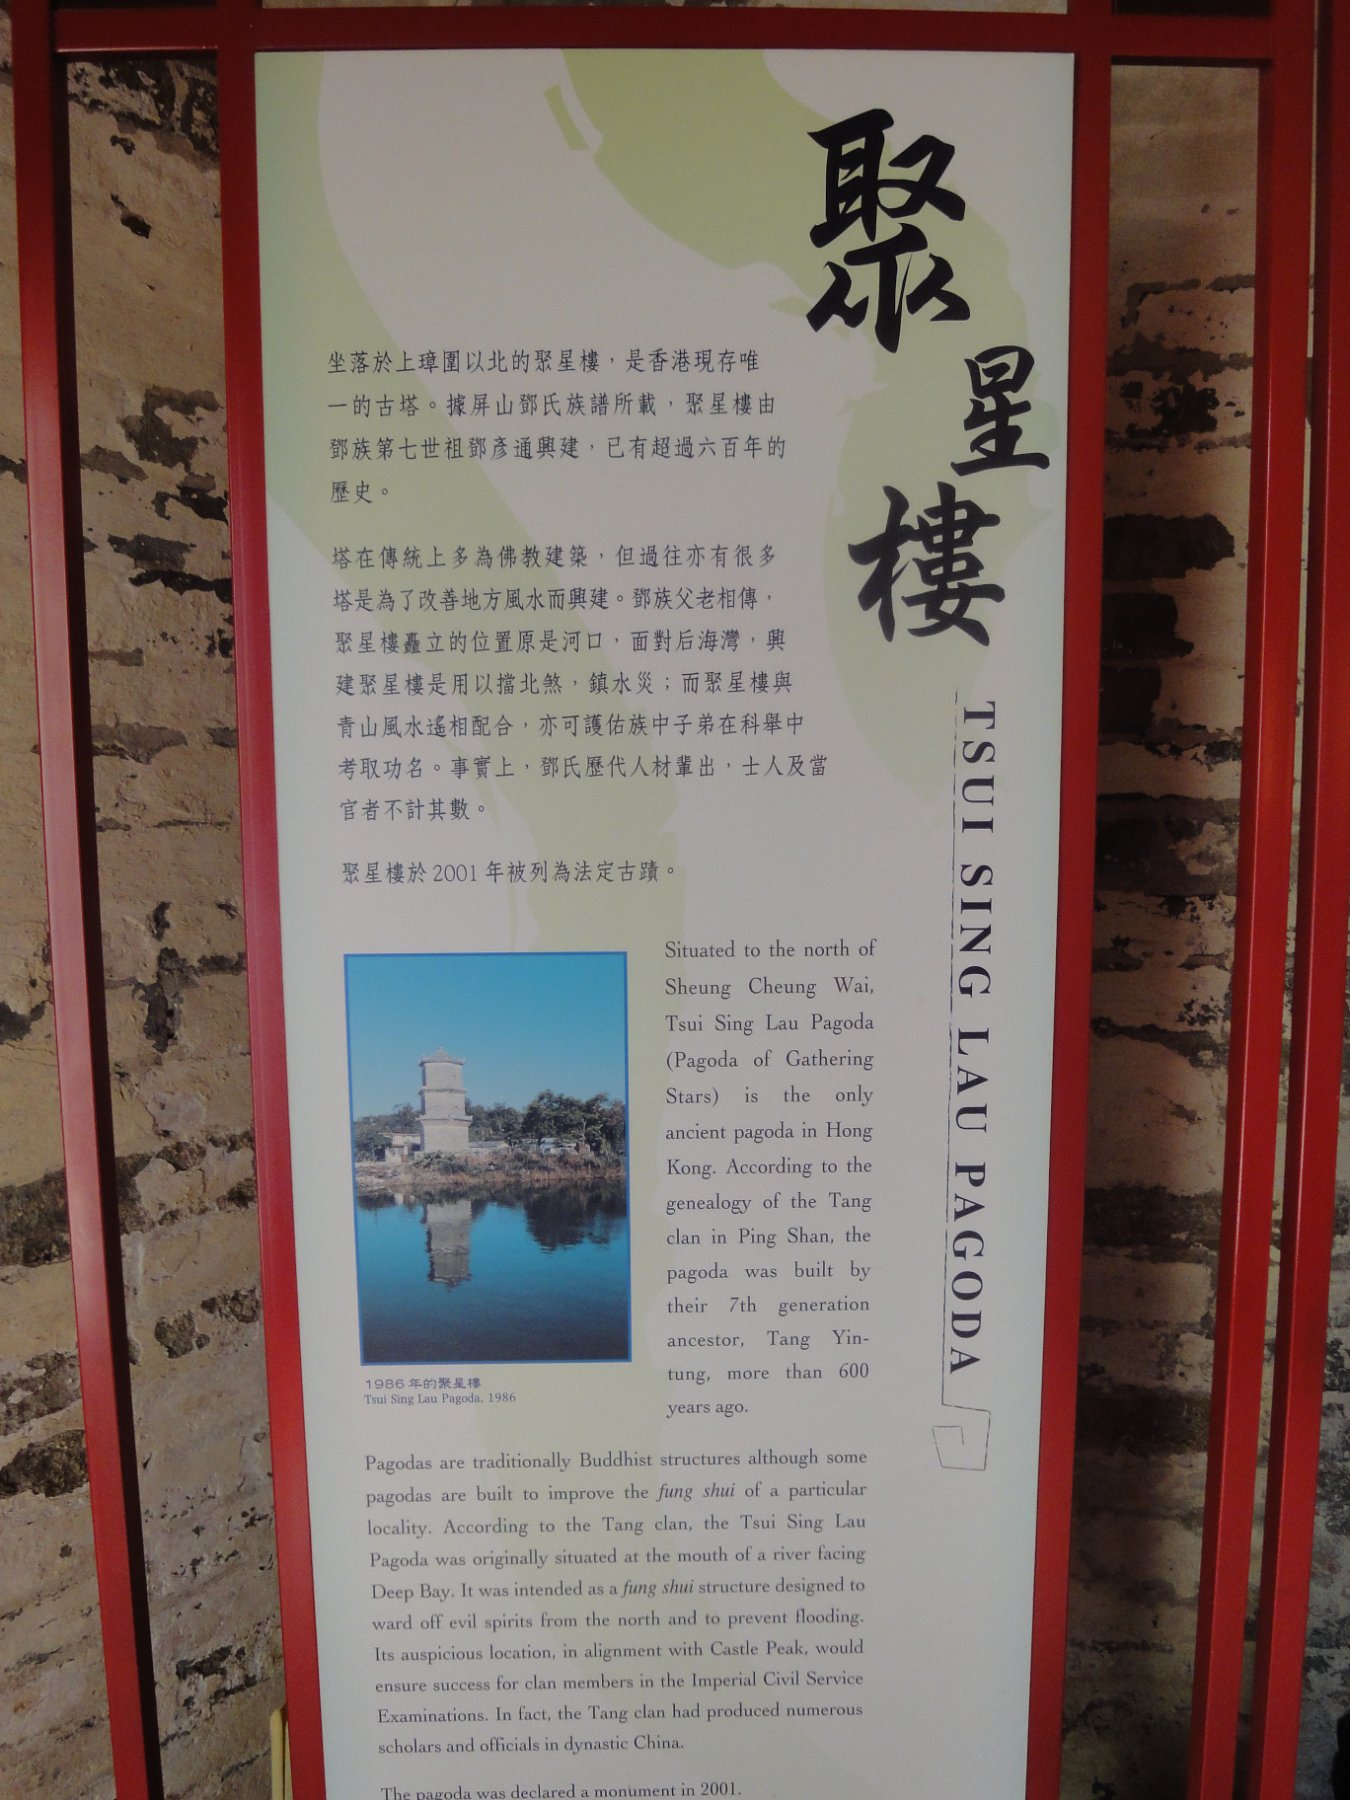 聚星樓
TSUI SING LAU PAGODA
坐落於上璋圍以北的聚星樓，是香港現存唯
一的古塔。據屏山鄧氏族譜所載，聚星樓由
鄧族第七世祖鄧彥通興建，已有超過六百年的
歷史。
塔在傳統上多為佛教建築，但過往亦有很多
塔是為了改善地方風水而興建。鄧族父老相傳，
聚星樓矗立的位置原是河口，面對后海灣，興
建聚星樓是用以擋北煞，鎮水災；而聚星樓與
青山風水遙相配合，亦可護佑族中子弟在科舉中
考取功名。事實上，鄧氏歷代人材輩出，士人及當
官者不計其數。
聚星樓於 2001 年被列為法定古蹟。
Situated to the north of
Sheung Cheung Wai,
Tsui Sing Lau Pagoda
(Pagoda of Gathering
Stars) is the only
ancient pagoda in Hong
Kong. According to the
genealogy of the Tang
clan in Ping Shan, the
pagoda was built by
their 7th generation
ancestor, Tang Yin-
tung, more than 600
years ago.
1986 年的聚星樓
Tsui Sing Lau Pagoda, 1986
Pagodas are traditionally Buddhist structures although some
pagodas are built to improve the fung shui of a particular
locality. According to the Tang clan, the Tsui Sing Lau
Pagoda was originally situated at the mouth of a river facing
Deep Bay. It was intended as a fung shui structure designed to
ward off evil spirits from the north and to prevent flooding.
Its auspicious location, in alignment with Castle Peak, would
ensure success for clan members in the Imperial Civil Service
Examinations. In fact, the Tang clan had produced numerous
scholars and officials in dynastic China.
The pagoda was declared a monument in 2001.